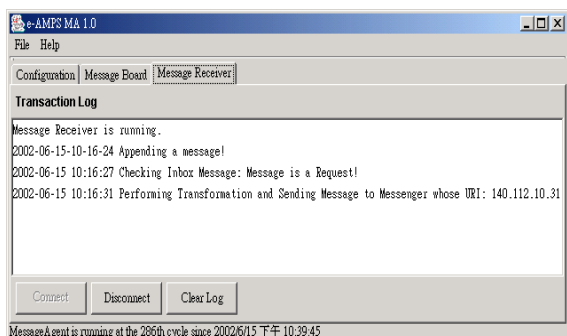 e-AMPS MA 1.0
File Help
Configuration Message Board Message Receiver
Transaction Log
Message Receiver is running.
2002-06-15-10-16-24 Appending a message!
2002-06-15 10:16:27 Checking Inbox Message: Message is a Request!
2002-06-15 10:16:31 Performing Transformation and Sending Message to Messenger whose URI: 140.112.10.31
Connect Disconnect Clear Log
MessageAgent is running at the 286th cycle since 2002/6/15 下午 10:39:45